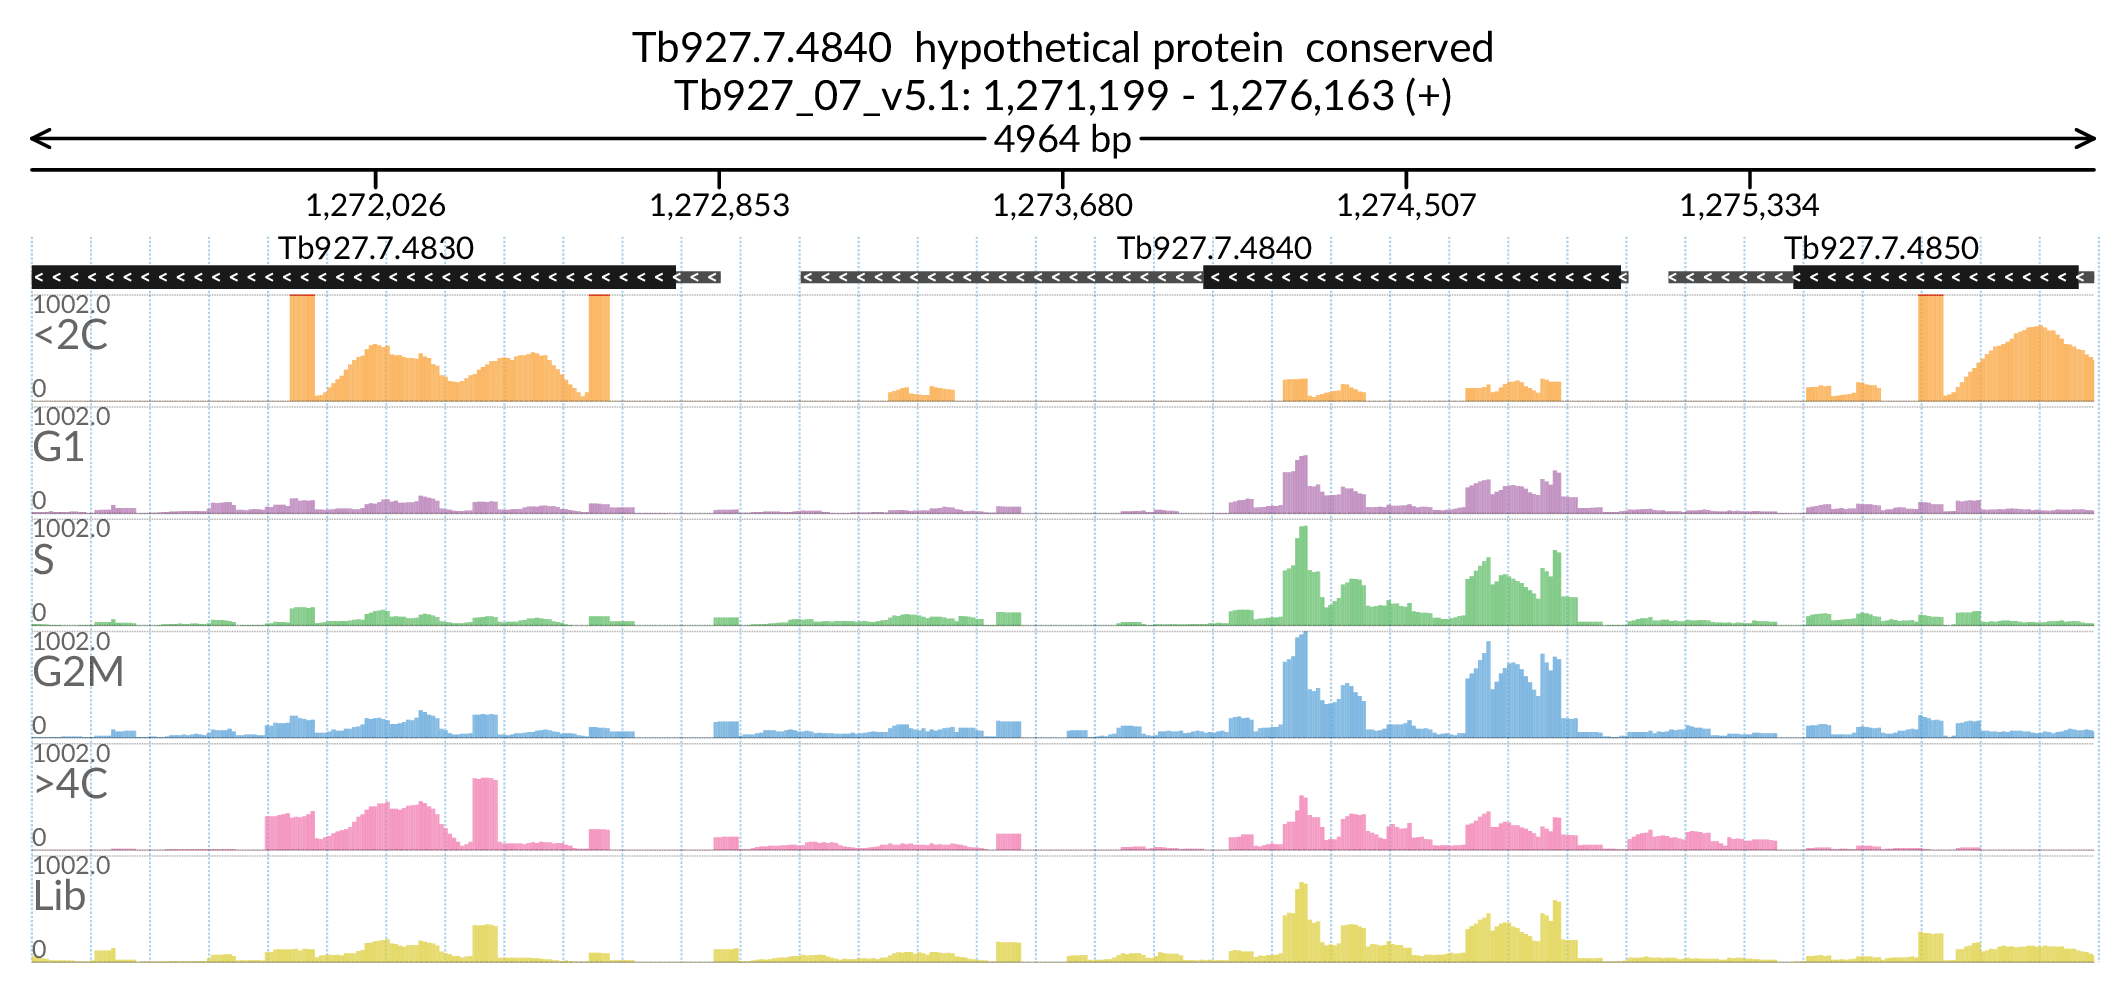 Tb927.7.4840 hypothetical protein conserved
Tb927_07_v5.1: 1,271,199 - 1,276,163 (+)
4964 bp
1,272,026 1,272,853 1,273,680 1,274,507 1,275,334
Tb927.7.4830 Tb927.7.4840 Tb927.7.4850
1002.0
<2C
0
1002.0
G1
0
1002.0
S
0
1002.0
G2M
0
1002.0
>4C
0
1002.0
Lib
0